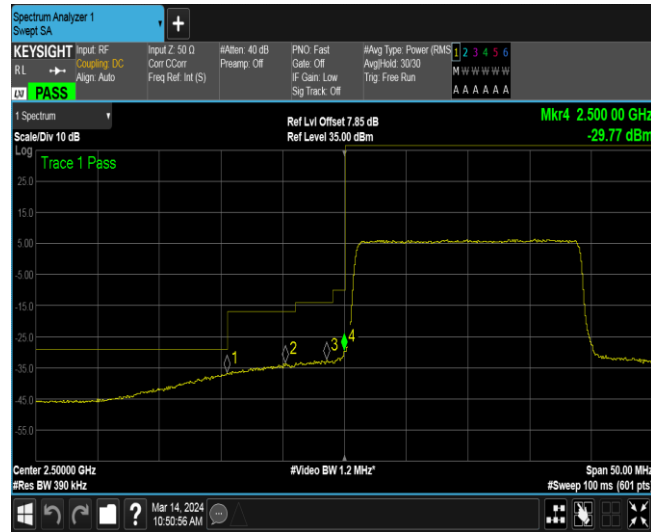 Spectrum Analyzer 1
Swept SA
+
KEYSIGHT
RL
LXI PASS
Input: RF
Coupling: DC
Align: Auto
Input Z: 50 Ω
Corr CCorr
Freq Ref: Int (S)
#Atten: 40 dB
Preamp: Off
PNO: Fast
Gate: Off
IF Gain: Low
Sig Track: Off
#Avg Type: Power (RMS
Avg|Hold: 30/30
Trig: Free Run
1 2 3 4 5 6
M W W W W W
A A A A A A
1 Spectrum
Scale/Div 10 dB
Ref Lvl Offset 7.85 dB
Ref Level 35.00 dBm
Mkr4 2.500 00 GHz
-29.77 dBm
Log
Trace 1 Pass
25.0
15.0
5.00
-5.00
-15.0
-25.0
-35.0
-45.0
-55.0
1
2
3
4
Center 2.50000 GHz
#Res BW 390 kHz
#Video BW 1.2 MHz*
Span 50.00 MHz
#Sweep 100 ms (601 pts)
?
Mar 14, 2024
10:50:56 AM